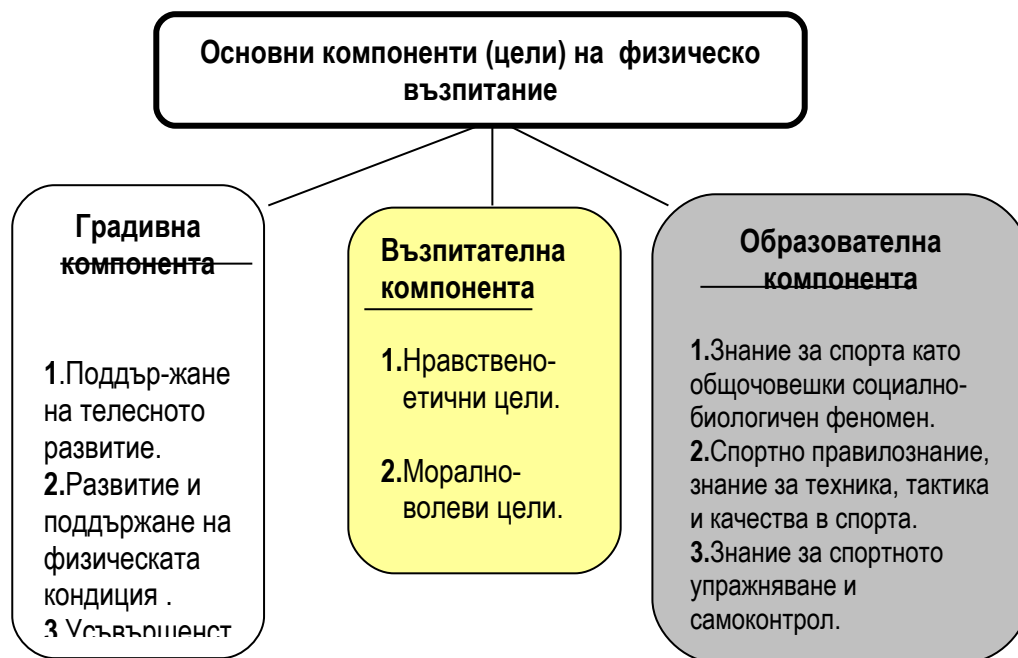 Основни компоненти (цели) на физическо
възпитание
Градивна
компонента
1.Поддър-жане
на телесното
развитие.
2.Развитие и
поддържане на
физическата
кондиция .
3.Усъвършенст
Възпитателна
компонента
1.Нравствено-
етични цели.
2.Морално-
волеви цели.
Образователна
компонента
1.Знание за спорта като
общочовешки социално-
биологичен феномен.
2.Спортно правилознание,
знание за техника, тактика
и качества в спорта.
3.Знание за спортното
упражняване и
самоконтрол.